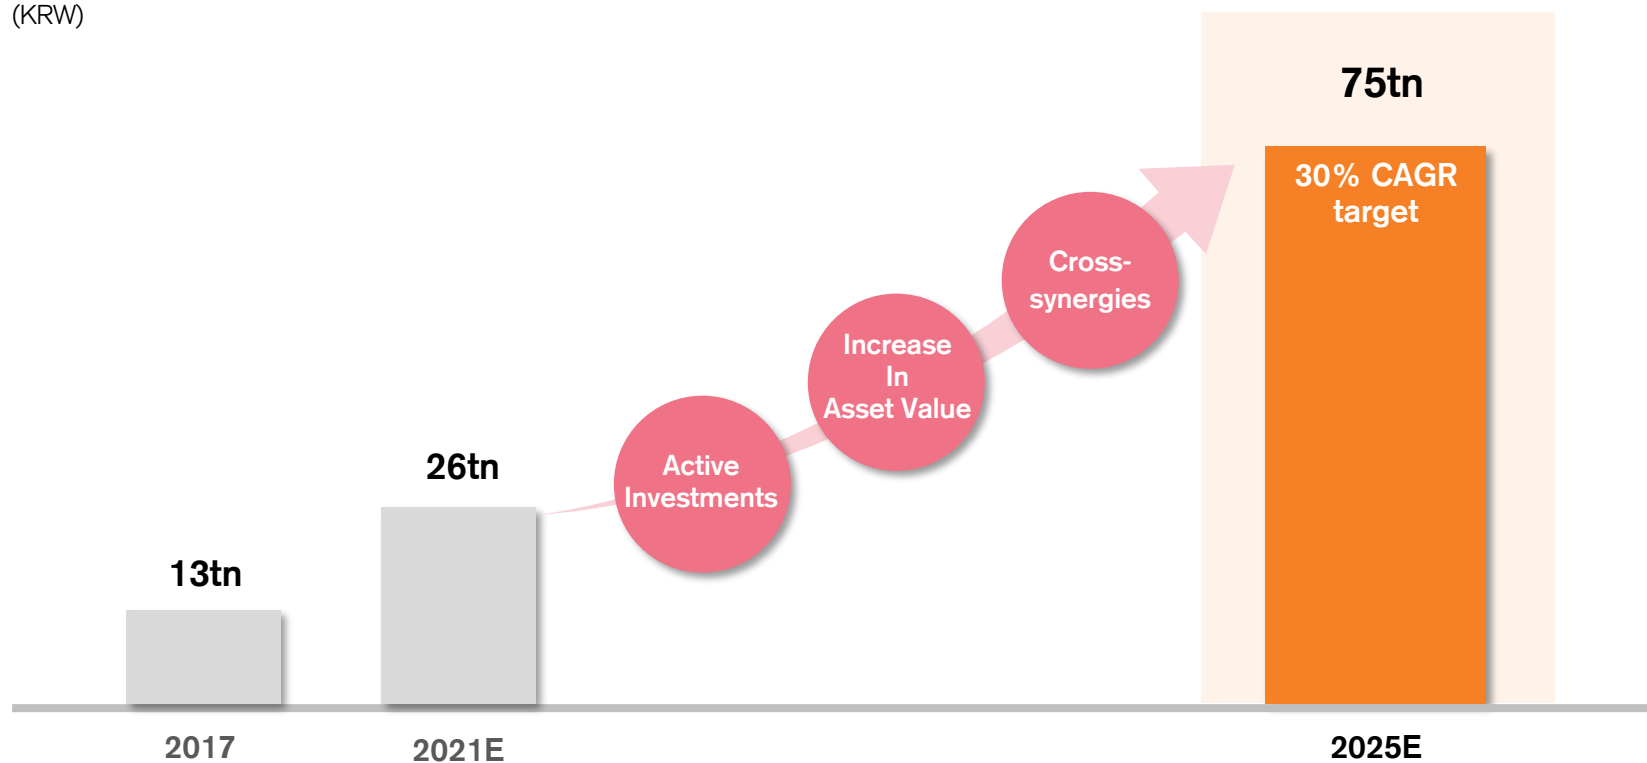 (KRW)
75tn
30% CAGR
target
Cross-
synergies
Increase
In
Asset Value
Active
Investments
26tn
13tn
2017
2021E
2025E